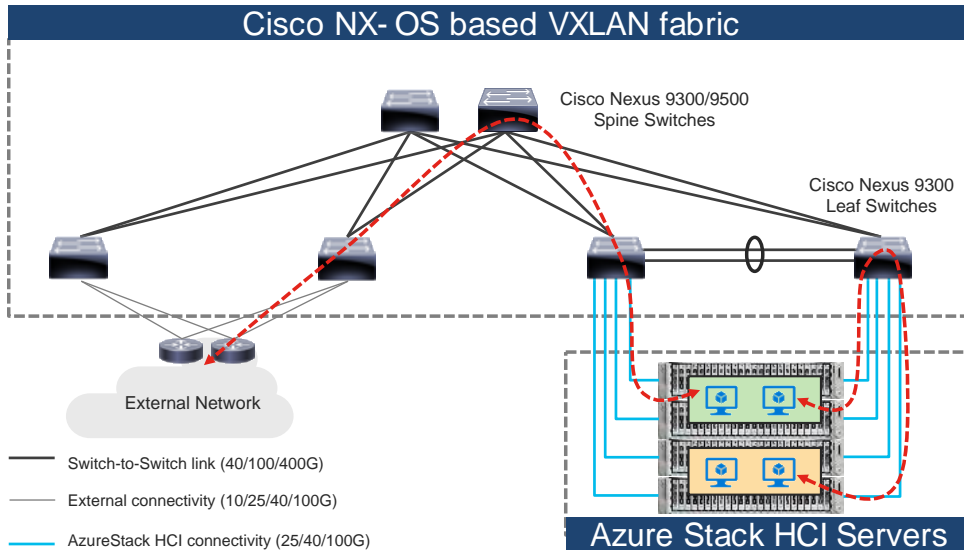 Cisco NX- OS based VXLAN fabric
Cisco Nexus 9300/9500
Spine Switches
Cisco Nexus 9300
Leaf Switches
External Network
Switch-to-Switch link (40/100/400G)
External connectivity (10/25/40/100G)
AzureStack HCI connectivity (25/40/100G)
Azure Stack HCI Servers